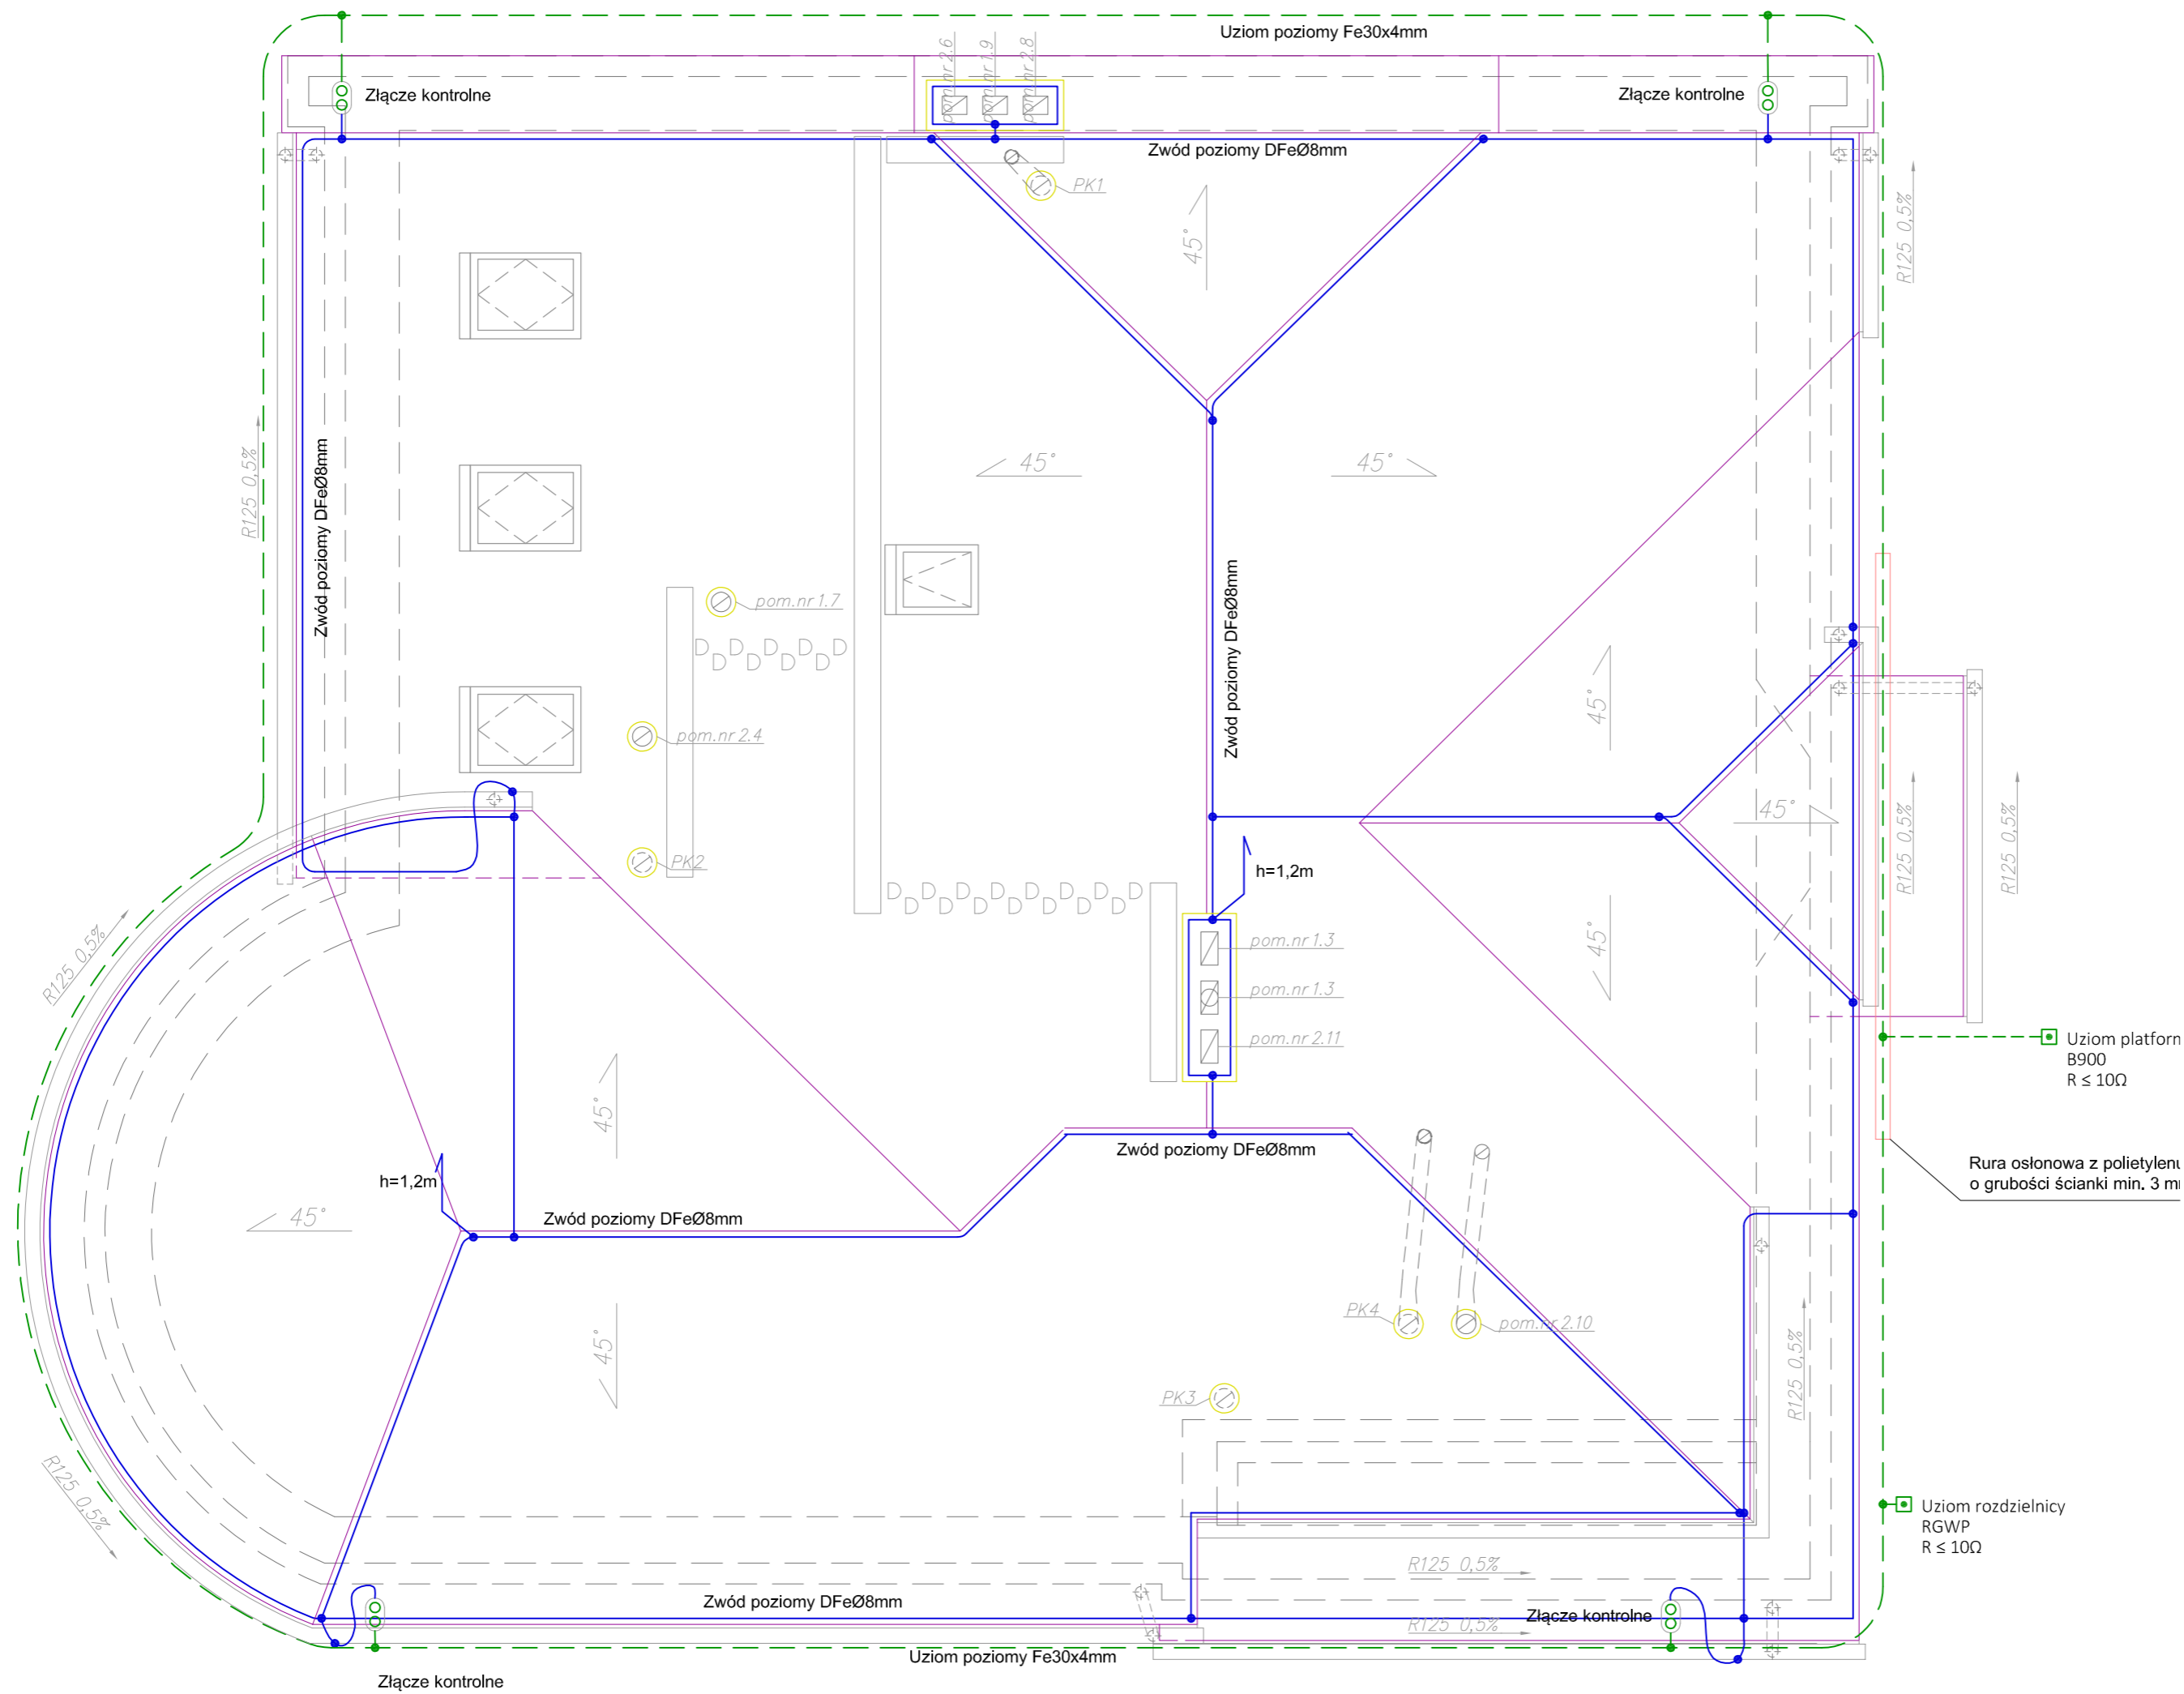 Uziom poziomy Fe30x4mm
pom.nr 2.6
pom.nr 1.9
pom.nr 2.8
Złącze kontrolne
Złącze kontrolne
Zwód poziomy DFeØ8mm
PK1
45°
R125 0,5%
R125 0,5%
Zwód poziomy DFeØ8mm
45°
45°
Zwód poziomy DFeØ8mm
pom.nr 1.7
D D D D D D D D D
pom.nr 2.4
45°
45°
R125 0,5%
R125 0,5%
PK2
h=1,2m
D D D D D D D D D D D D D D D
R125 0,5%
45°
pom.nr 1.3
pom.nr 1.3
pom.nr 2.11
Uziom platform
B900
R ≤ 10Ω
45°
Zwód poziomy DFeØ8mm
Rura osłonowa z polietylenu
o grubości ścianki min. 3 m
h=1,2m
45°
Zwód poziomy DFeØ8mm
PK4
pom.nr 2.10
45°
R125 0,5%
PK3
R125 0,5%
Uziom rozdzielnicy
RGWP
R ≤ 10Ω
R125 0,5%
Zwód poziomy DFeØ8mm
Złącze kontrolne
R125 0,5%
Uziom poziomy Fe30x4mm
Złącze kontrolne